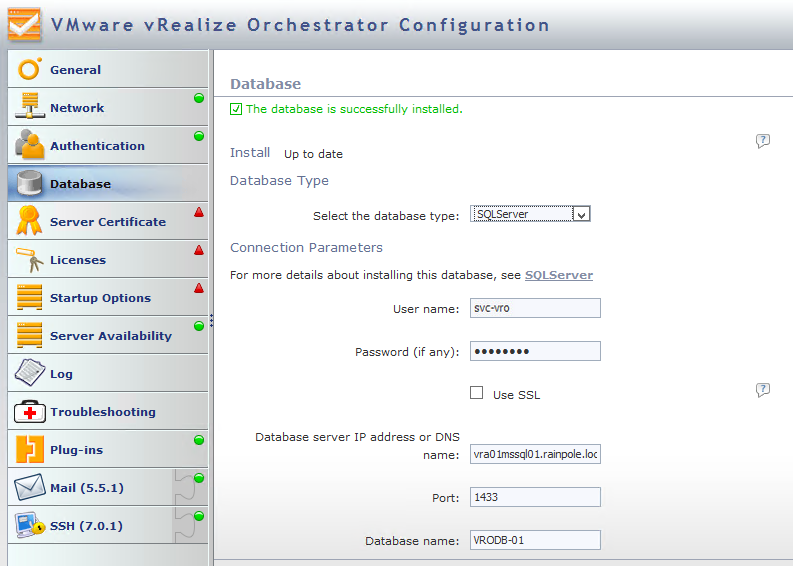 VMware vRealize Orchestrator Configuration
General
Network
Authentication
Database
Server Certificate
Licenses
Startup Options
Server Availability
Log
Troubleshooting
Plug-ins
Mail (5.5.1)
SSH (7.0.1)
Database
The database is successfully installed.
Install Up to date
Database Type
Select the database type: SQLServer
Connection Parameters
For more details about installing this database, see SQLServer
User name: svc-vro
Password (if any): ●●●●●●●●
Use SSL
Database server IP address or DNS
name: vra01mssql01.rainpole.loc
Port: 1433
Database name: VRODB-01